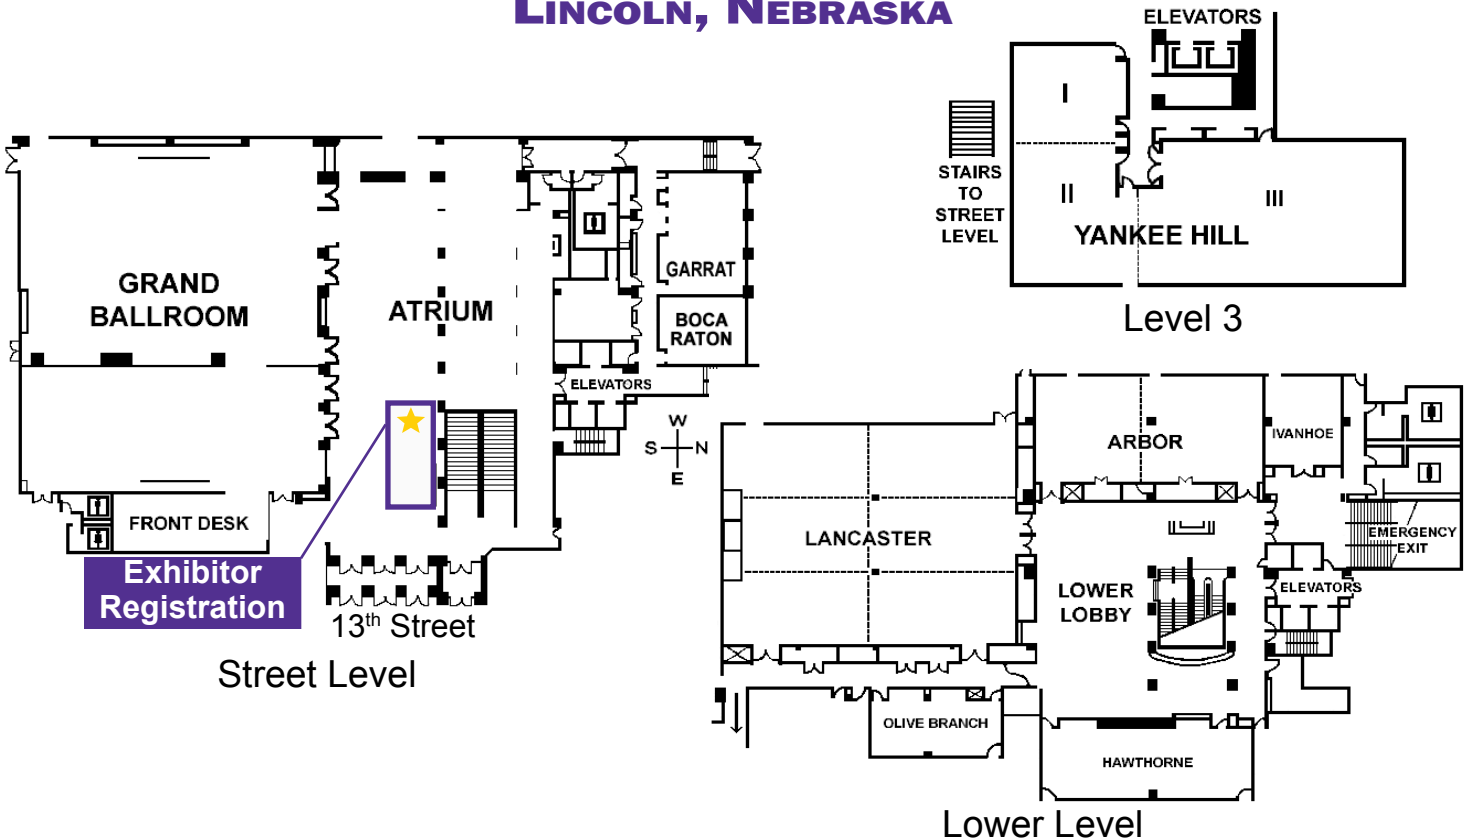 LINCOLN, NEBRASKA
ELEVATORS
I
II
III
STAIRS
TO
STREET
LEVEL
YANKEE HILL
Level 3
GRAND
BALLROOM
ATRIUM
GARRAT
BOCA
RATON
ELEVATORS
FRONT DESK
Exhibitor
Registration
13th Street
Street Level
W
S N
E
ARBOR
IVANHOE
LANCASTER
EMERGENCY
EXIT
LOWER
LOBBY
ELEVATORS
OLIVE BRANCH
HAWTHORNE
Lower Level